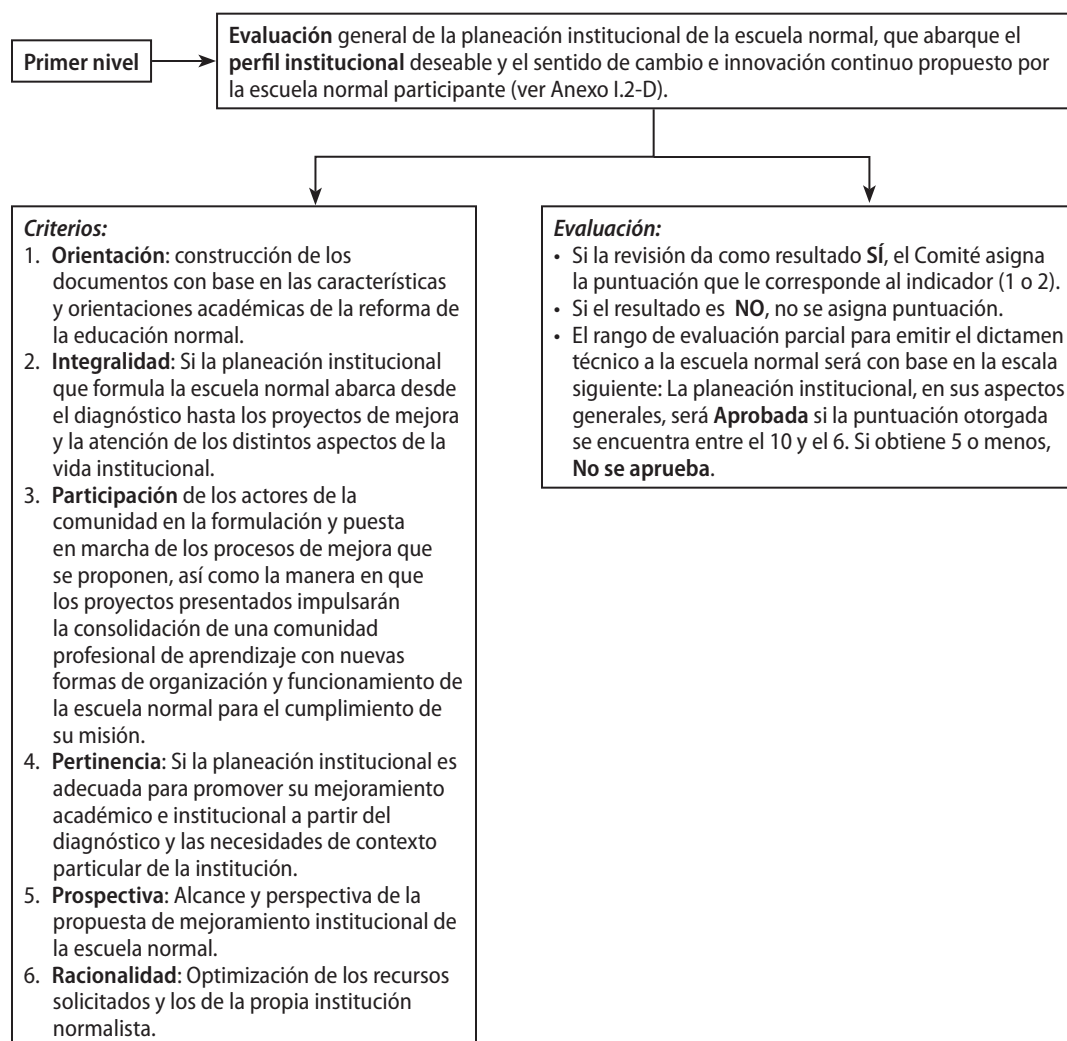 Primer nivel
Evaluación general de la planeación institucional de la escuela normal, que abarque el
perfil institucional deseable y el sentido de cambio e innovación continuo propuesto por
la escuela normal participante (ver Anexo I.2-D).
Criterios:
1. Orientación: construcción de los
documentos con base en las características
y orientaciones académicas de la reforma de
la educación normal.
2. Integralidad: Si la planeación institucional
que formula la escuela normal abarca desde
el diagnóstico hasta los proyectos de mejora
y la atención de los distintos aspectos de la
vida institucional.
3. Participación de los actores de la
comunidad en la formulación y puesta
en marcha de los procesos de mejora que
se proponen, así como la manera en que
los proyectos presentados impulsarán
la consolidación de una comunidad
profesional de aprendizaje con nuevas
formas de organización y funcionamiento de
la escuela normal para el cumplimiento de
su misión.
4. Pertinencia: Si la planeación institucional es
adecuada para promover su mejoramiento
académico e institucional a partir del
diagnóstico y las necesidades de contexto
particular de la institución.
5. Prospectiva: Alcance y perspectiva de la
propuesta de mejoramiento institucional de
la escuela normal.
6. Racionalidad: Optimización de los recursos
solicitados y los de la propia institución
normalista.
Evaluación:
• Si la revisión da como resultado SÍ, el Comité asigna
la puntuación que le corresponde al indicador (1 o 2).
• Si el resultado es NO, no se asigna puntuación.
• El rango de evaluación parcial para emitir el dictamen
técnico a la escuela normal será con base en la escala
siguiente: La planeación institucional, en sus aspectos
generales, será Aprobada si la puntuación otorgada
se encuentra entre el 10 y el 6. Si obtiene 5 o menos,
No se aprueba.